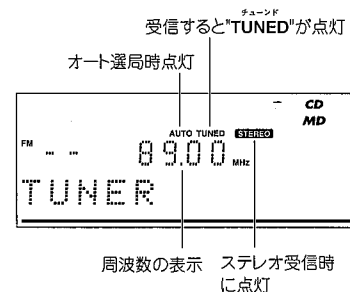 チューンド
受信すると"TUNED"が点灯
オート選局時点灯
CD
MD
AUTO TUNED STEREO
FM -- -- 89.00 MHz
TUNER
周波数の表示
ステレオ受信時
に点灯